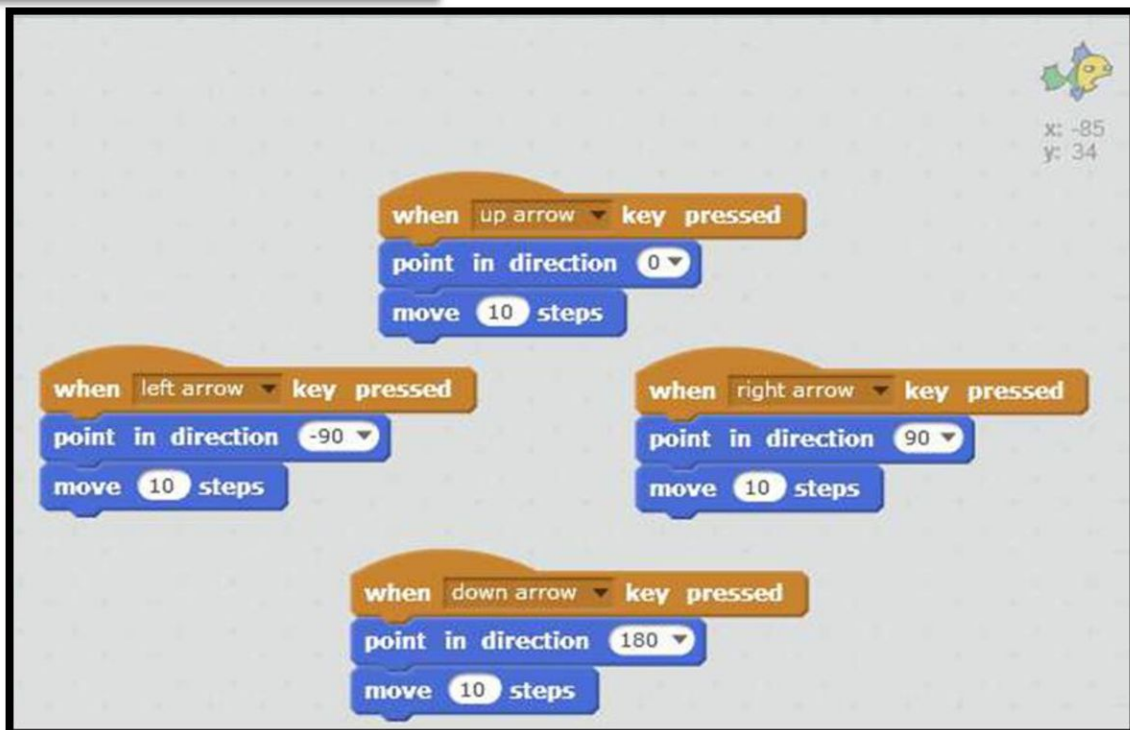 x: -85
y: 34
when up arrow key pressed
point in direction 0
move 10 steps
when left arrow key pressed
point in direction -90
move 10 steps
when right arrow key pressed
point in direction 90
move 10 steps
when down arrow key pressed
point in direction 180
move 10 steps